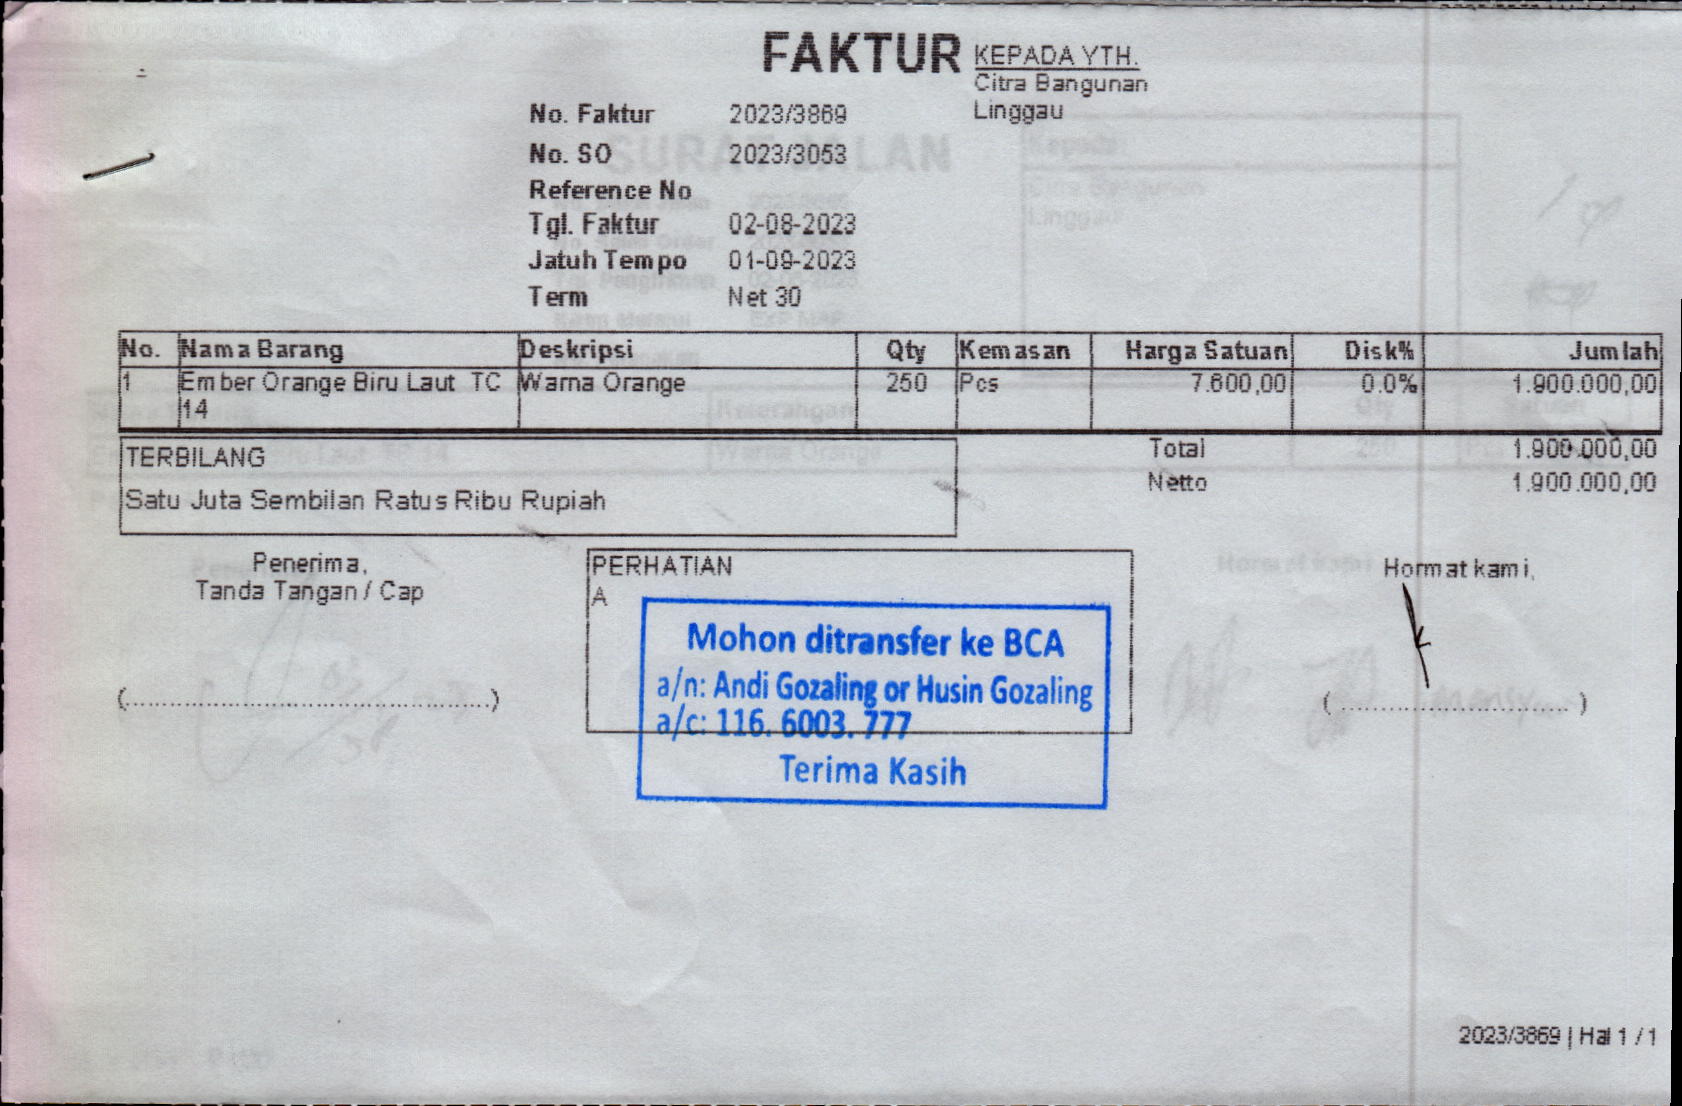 FAKTUR
KEPADA YTH.
Citra Bangunan
Linggau
No. Faktur 2023/3869
No. SO 2023/3053
Reference No
Tgl. Faktur 02-08-2023
Jatuh Tempo 01-09-2023
Term Net 30
No. Nama Barang Deskripsi Qty Kemasan Harga Satuan Disk% Jumlah
1 Ember Orange Biru Laut TC Warna Orange 250 Pcs 7.600,00 0.0% 1.900.000,00
14
TERBILANG
Satu Juta Sembilan Ratus Ribu Rupiah
Total 1.900.000,00
Netto 1.900.000,00
Penerima,
Tanda Tangan / Cap
(....................................................)
PERHATIAN
A
Mohon ditransfer ke BCA
a/n: Andi Gozaling or Husin Gozaling
a/c: 116. 6003. 777
Terima Kasih
Hormat kami,
(................................)
2023/3869 | Hal 1 / 1